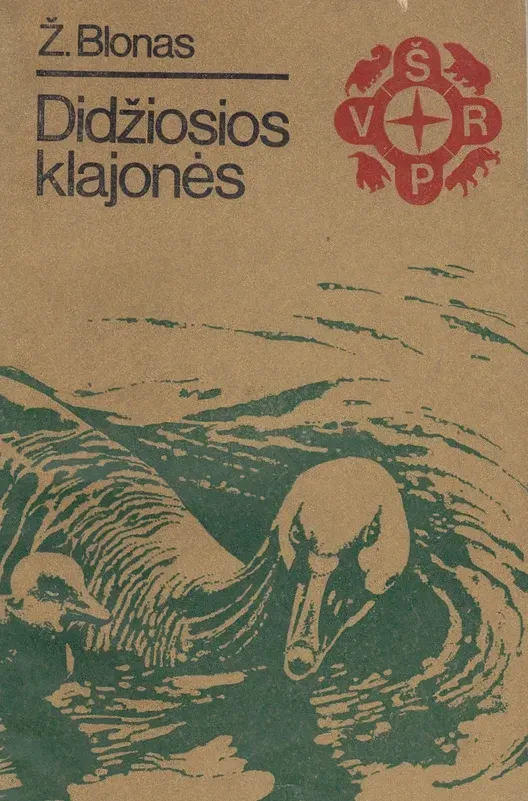 Ž. Blonas
Didžiosios
klajonės
Š
V R
P